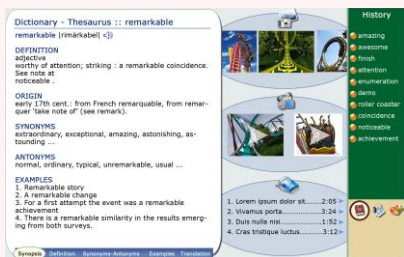 Dictionary - Thesaurus :: remarkable
remarkable |rimärkabel|
DEFINITION
adjective
worthy of attention; striking : a remarkable coincidence.
See note at
noticeable .
ORIGIN
early 17th cent.: from French remarquable, from remar-
quer 'take note of' (see remark).
SYNONYMS
extraordinary, exceptional, amazing, astonishing, as-
tounding ...
ANTONYMS
normal, ordinary, typical, unremarkable, usual ...
EXAMPLES
1. Remarkable story
2. A remarkable change
3. For a first attempt the event was a remarkable
achievement
4. There is a remarkable similarity in the results emerg-
ing from both surveys.
Synopsis Definition Synonyms-Antonyms Examples Translation
1. Lorem ipsum dolor sit......2:05
2. Vivamus porta.................3:24
3. Duis nulla nisi..................1:52
4. Cras tristique luctus.........3:12
History
amazing
awesome
finish
attention
enumeration
demo
roller coaster
coincidence
noticeable
achievement